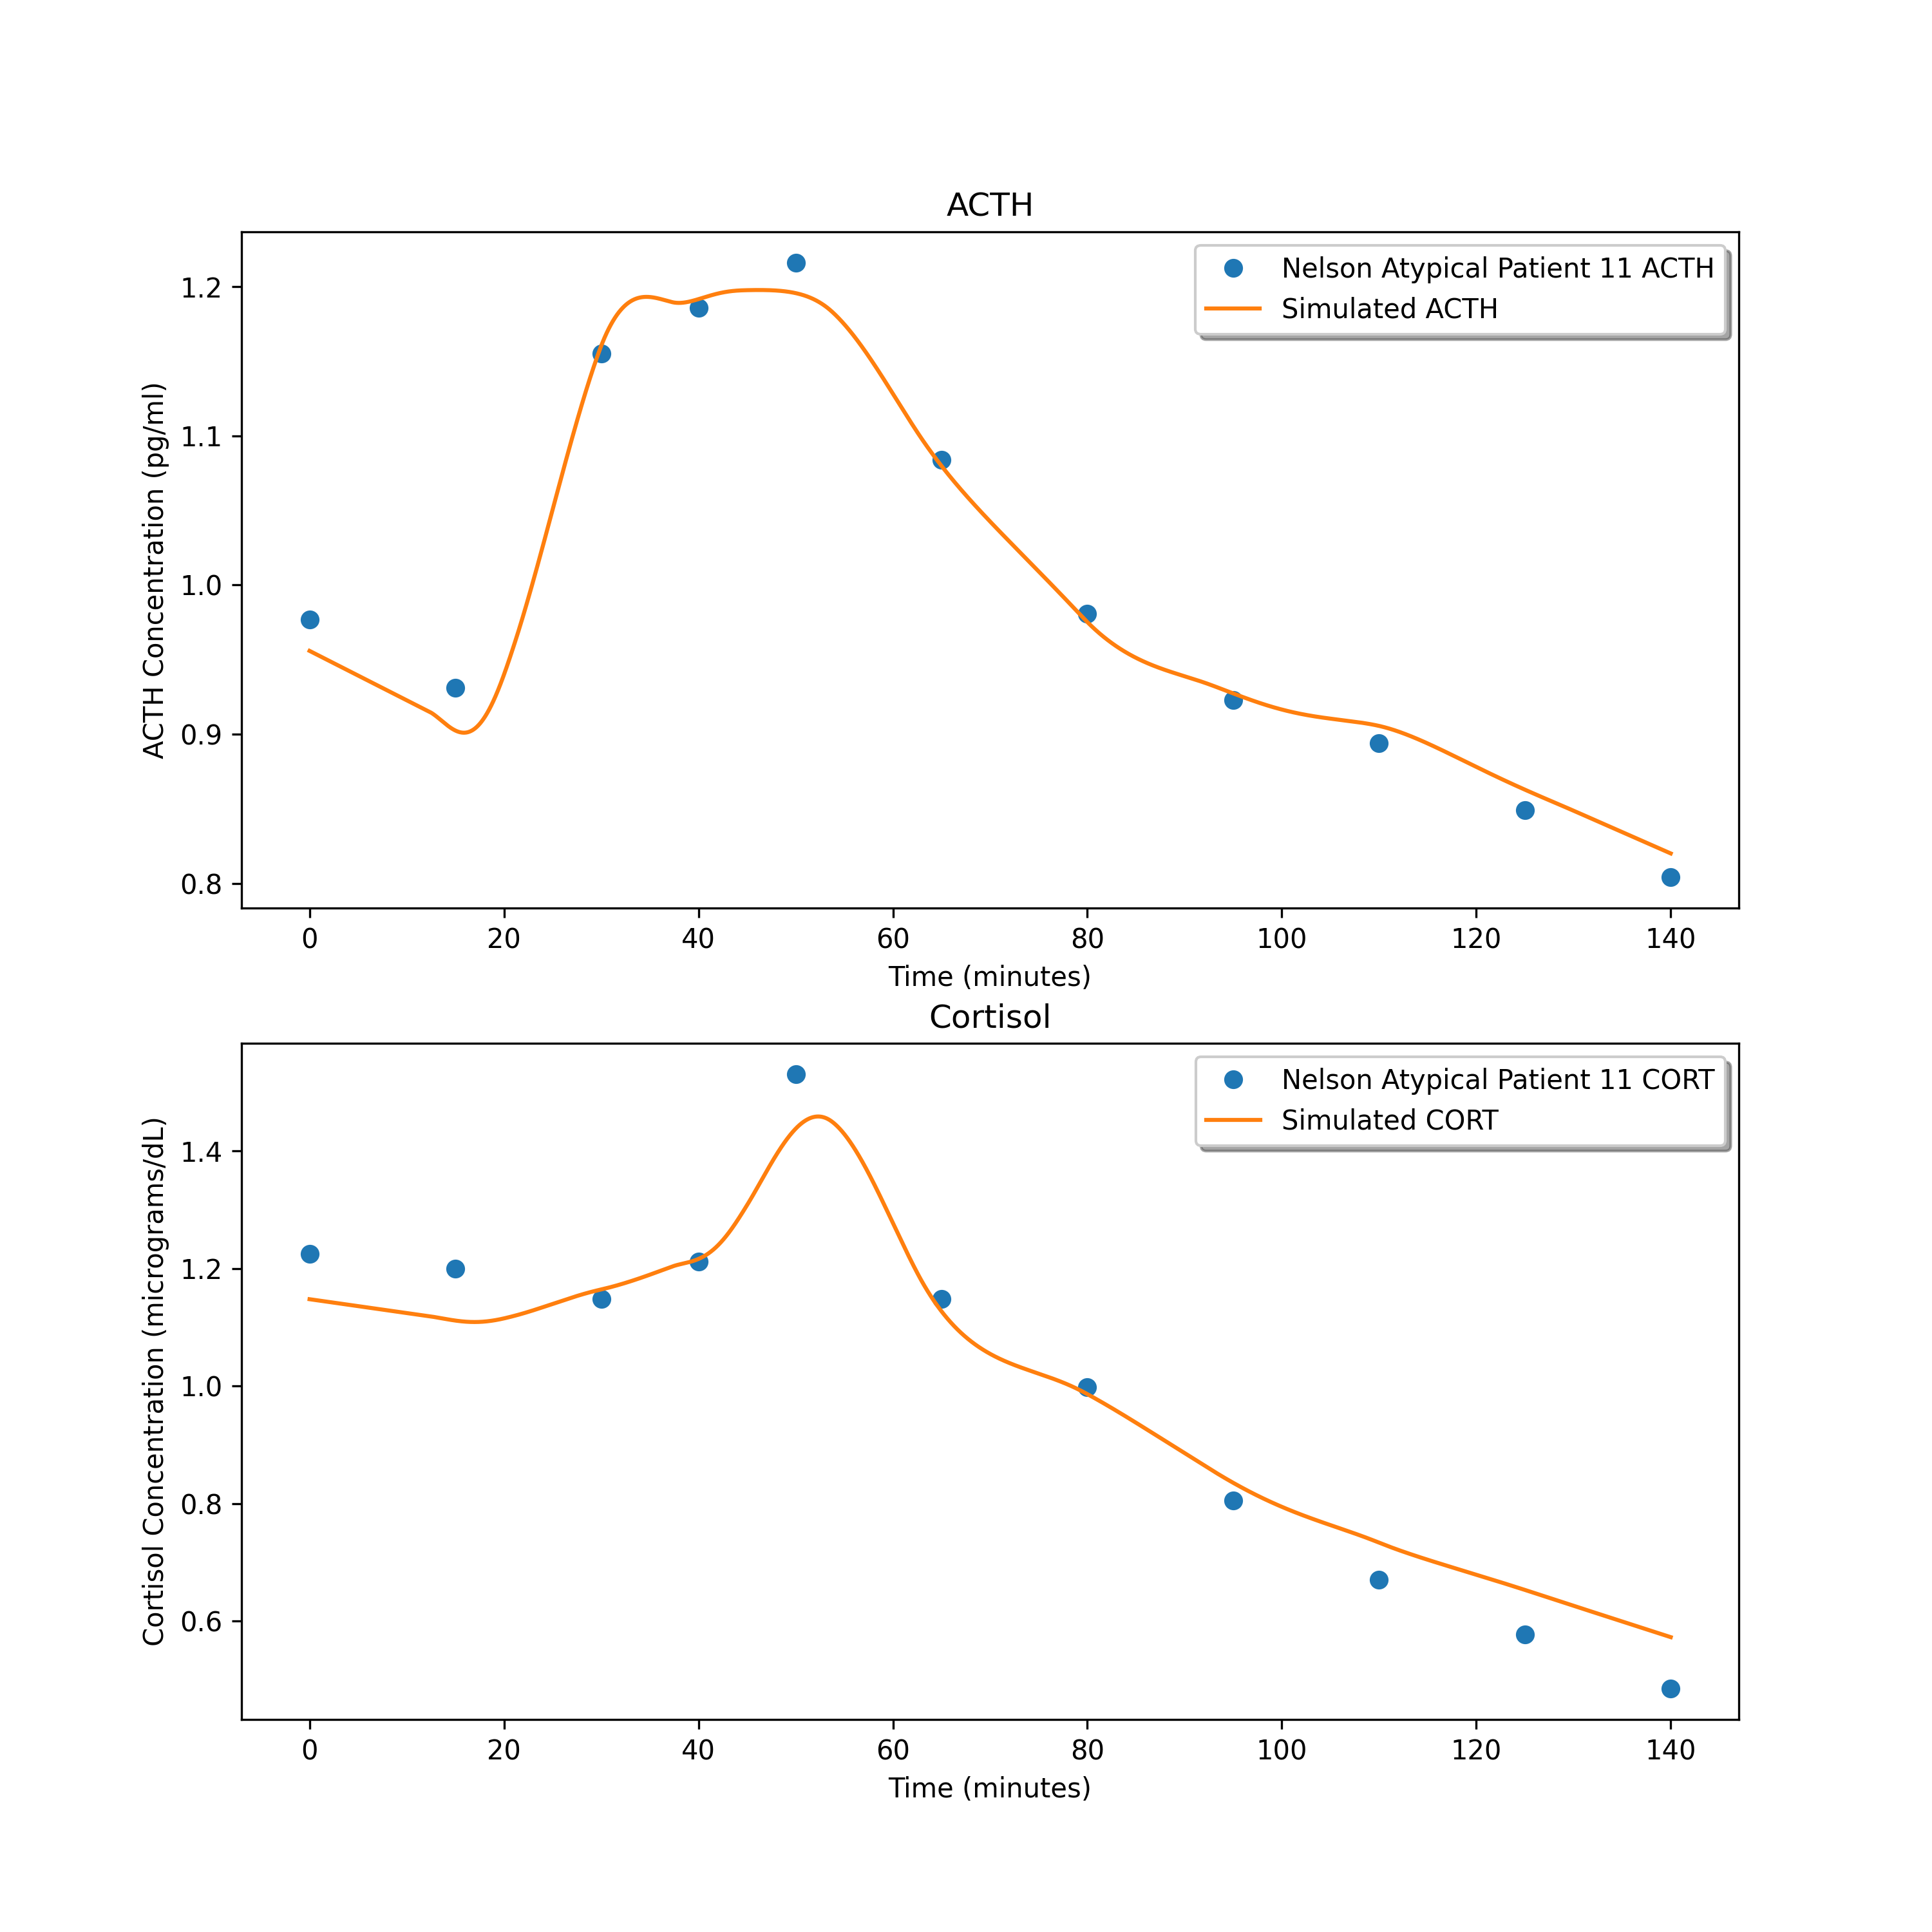 ACTH
Nelson Atypical Patient 11 ACTH
Simulated ACTH
ACTH Concentration (pg/ml)
1.2
1.1
1.0
0.9
0.8
0 20 40 60 80 100 120 140
Time (minutes)
Cortisol
Nelson Atypical Patient 11 CORT
Simulated CORT
Cortisol Concentration (micrograms/dL)
1.4
1.2
1.0
0.8
0.6
0 20 40 60 80 100 120 140
Time (minutes)